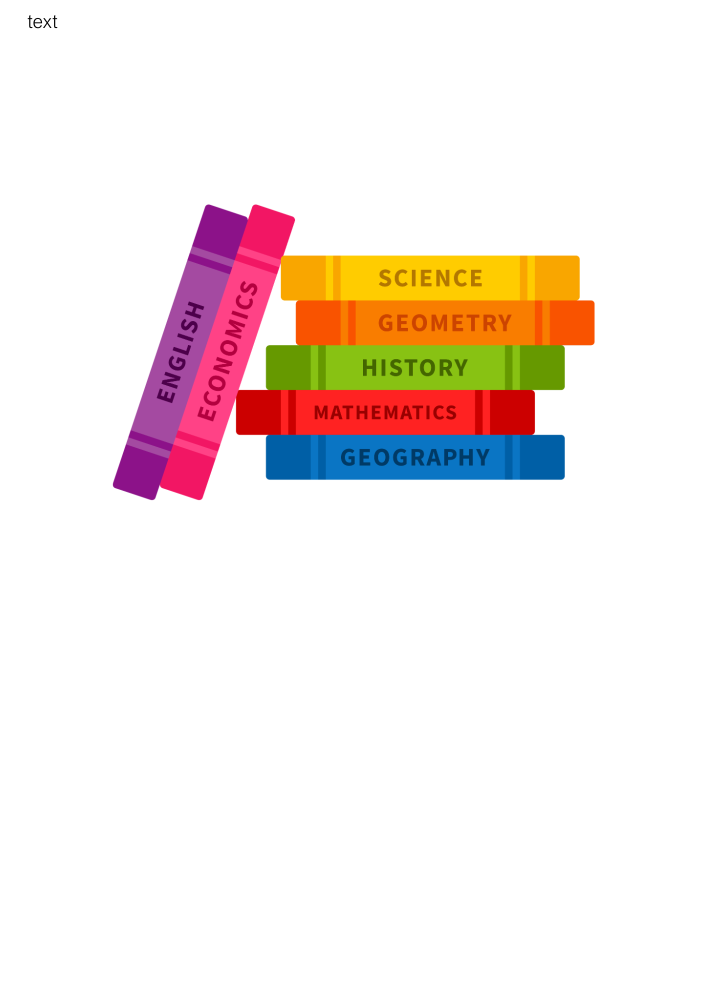 text
ENGLISH
ECONOMICS
SCIENCE
GEOMETRY
HISTORY
MATHEMATICS
GEOGRAPHY